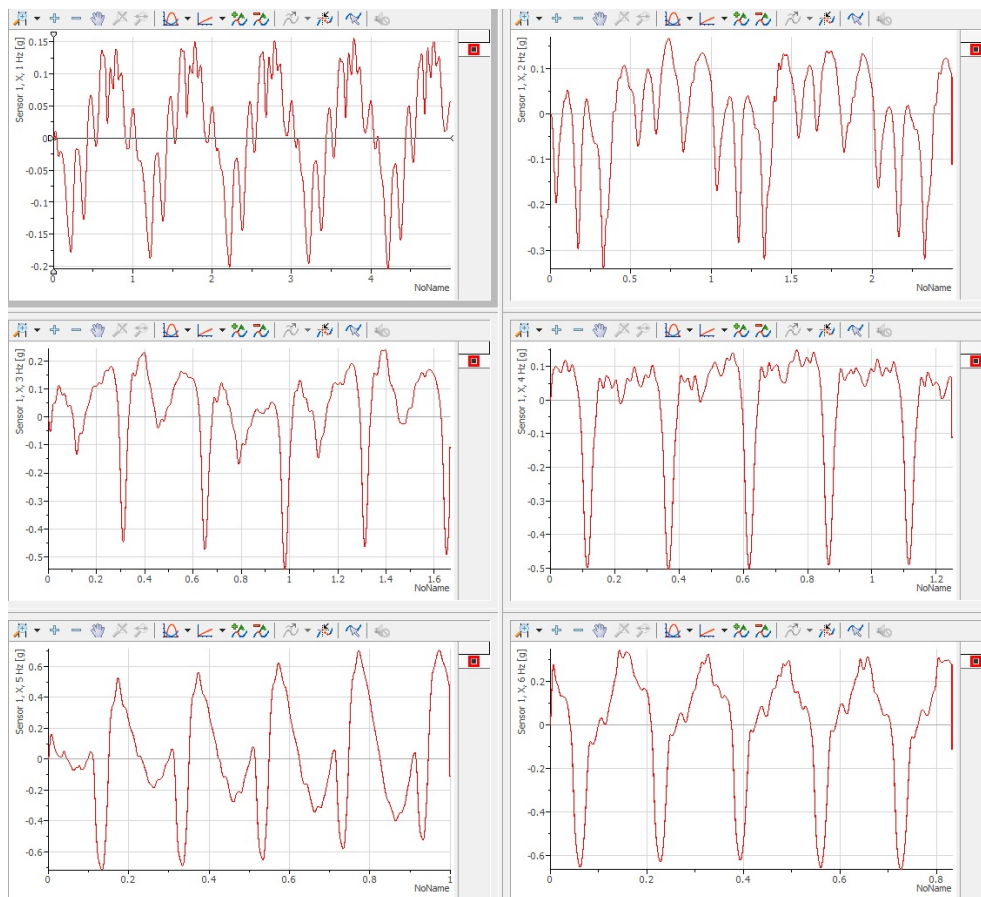 Sensor 1, X, 1 Hz [g]
0.15
0.1
0.05
0
-0.05
-0.1
-0.15
-0.2
0 1 2 3 4
NoName
Sensor 1, X, 2 Hz [g]
0.1
0
-0.1
-0.2
-0.3
0.5 1 1.5 2
NoName
Sensor 1, X, 3 Hz [g]
0.2
0.1
0
-0.1
-0.2
-0.3
-0.4
-0.5
0 0.2 0.4 0.6 0.8 1 1.2 1.4 1.6
NoName
Sensor 1, X, 4 Hz [g]
0.1
0
-0.1
-0.2
-0.3
-0.4
-0.5
0 0.2 0.4 0.6 0.8 1 1.2
NoName
Sensor 1, X, 5 Hz [g]
0.6
0.4
0.2
0
-0.2
-0.4
-0.6
0 0.2 0.4 0.6 0.8 1
NoName
Sensor 1, X, 6 Hz [g]
0.2
0
-0.2
-0.4
-0.6
0 0.2 0.4 0.6 0.8
NoName